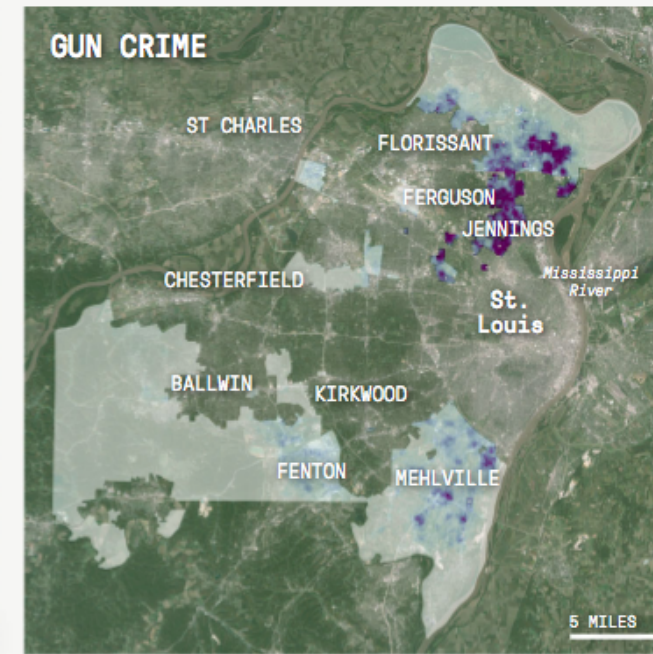 GUN CRIME
ST CHARLES
FLORISSANT
FERGUSON
JENNINGS
CHESTERFIELD
Mississippi
River
St.
Louis
BALLWIN
KIRKWOOD
FENTON
MEHLVILLE
5 MILES